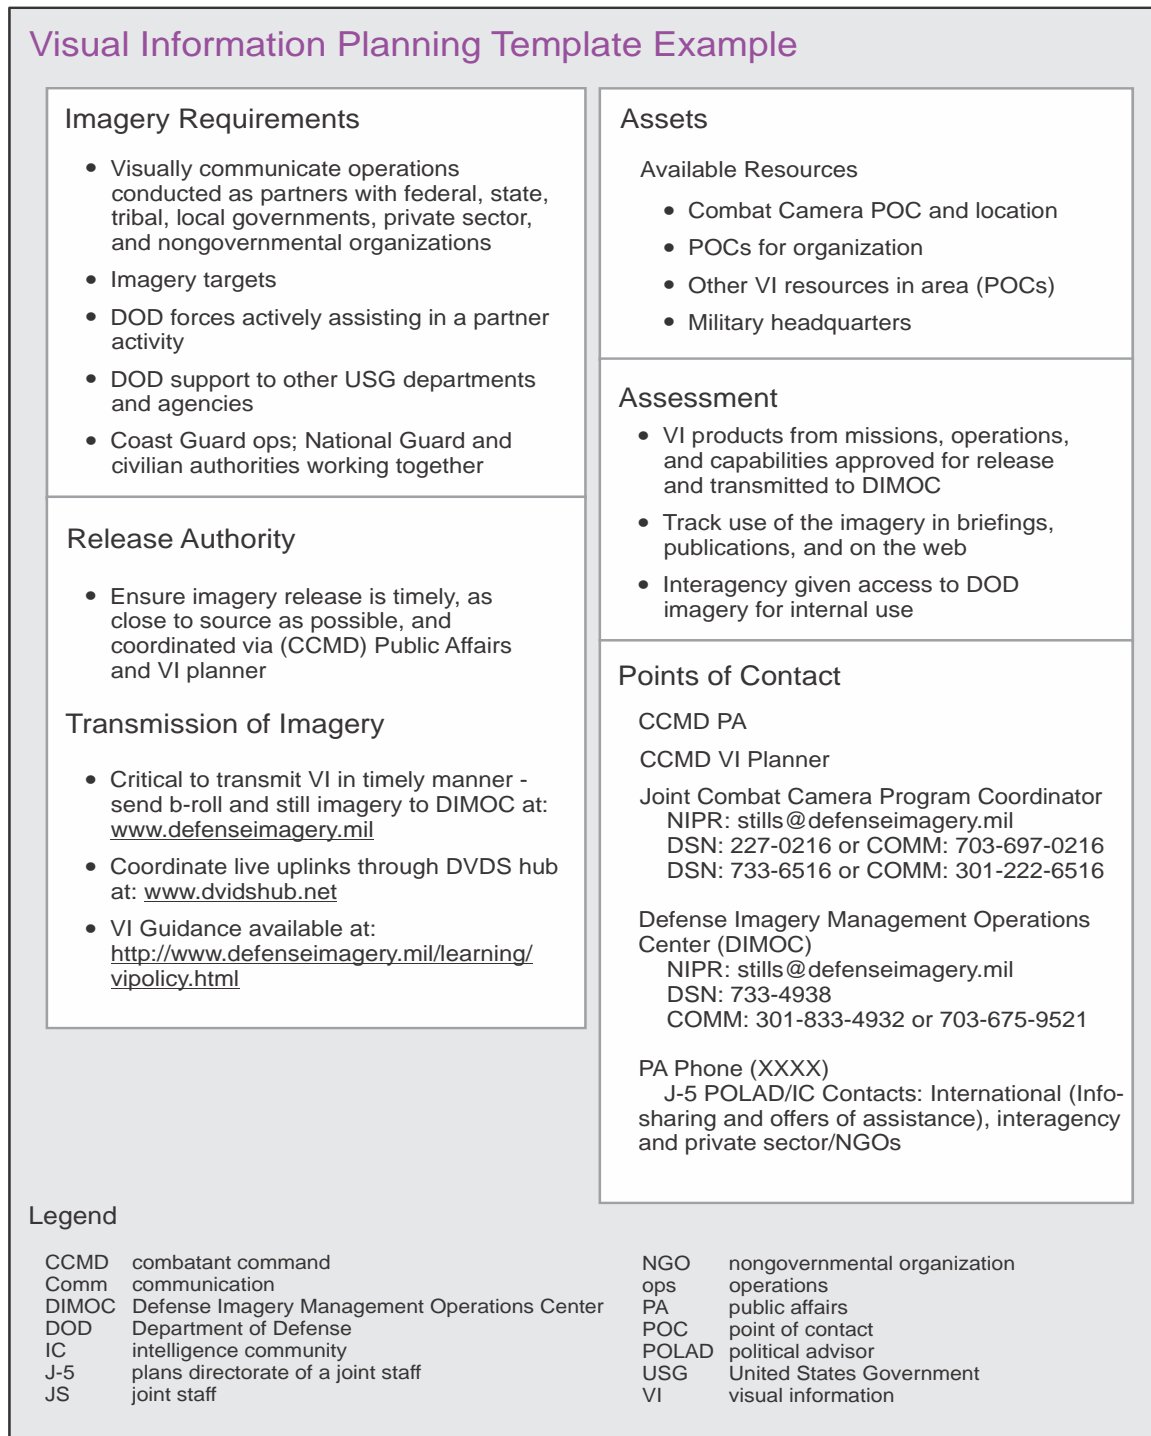 Visual Information Planning Template Example
Imagery Requirements
• Visually communicate operations
conducted as partners with federal, state,
tribal, local governments, private sector,
and nongovernmental organizations
• Imagery targets
• DOD forces actively assisting in a partner
activity
• DOD support to other USG departments
and agencies
• Coast Guard ops; National Guard and
civilian authorities working together
Release Authority
• Ensure imagery release is timely, as
close to source as possible, and
coordinated via (CCMD) Public Affairs
and VI planner
Transmission of Imagery
• Critical to transmit VI in timely manner -
send b-roll and still imagery to DIMOC at:
www.defenseimagery.mil
• Coordinate live uplinks through DVDS hub
at: www.dvidshub.net
• VI Guidance available at:
http://www.defenseimagery.mil/learning/
vipolicy.html
Assets
Available Resources
• Combat Camera POC and location
• POCs for organization
• Other VI resources in area (POCs)
• Military headquarters
Assessment
• VI products from missions, operations,
and capabilities approved for release
and transmitted to DIMOC
• Track use of the imagery in briefings,
publications, and on the web
• Interagency given access to DOD
imagery for internal use
Points of Contact
CCMD PA
CCMD VI Planner
Joint Combat Camera Program Coordinator
NIPR: stills@defenseimagery.mil
DSN: 227-0216 or COMM: 703-697-0216
DSN: 733-6516 or COMM: 301-222-6516
Defense Imagery Management Operations
Center (DIMOC)
NIPR: stills@defenseimagery.mil
DSN: 733-4938
COMM: 301-833-4932 or 703-675-9521
PA Phone (XXXX)
J-5 POLAD/IC Contacts: International (Info-
sharing and offers of assistance), interagency
and private sector/NGOs
Legend
CCMD combatant command
Comm communication
DIMOC Defense Imagery Management Operations Center
DOD Department of Defense
IC intelligence community
J-5 plans directorate of a joint staff
JS joint staff
NGO nongovernmental organization
ops operations
PA public affairs
POC point of contact
POLAD political advisor
USG United States Government
VI visual information